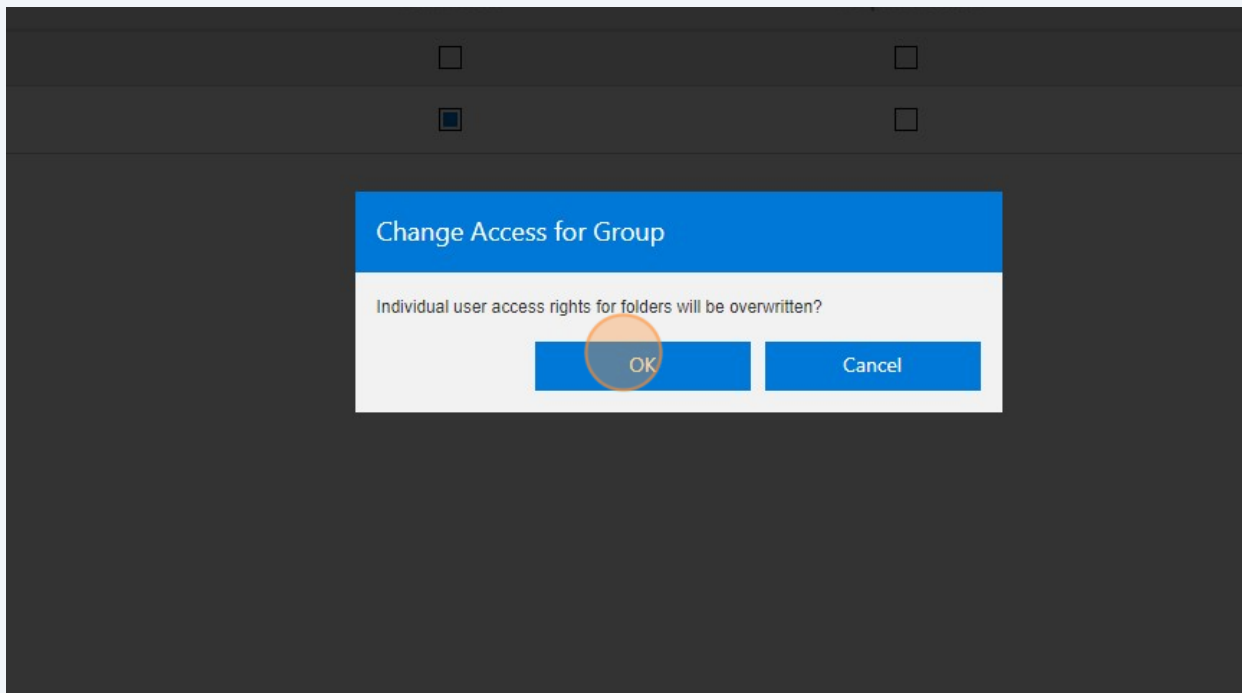 Change Access for Group
Individual user access rights for folders will be overwritten?
OK
Cancel